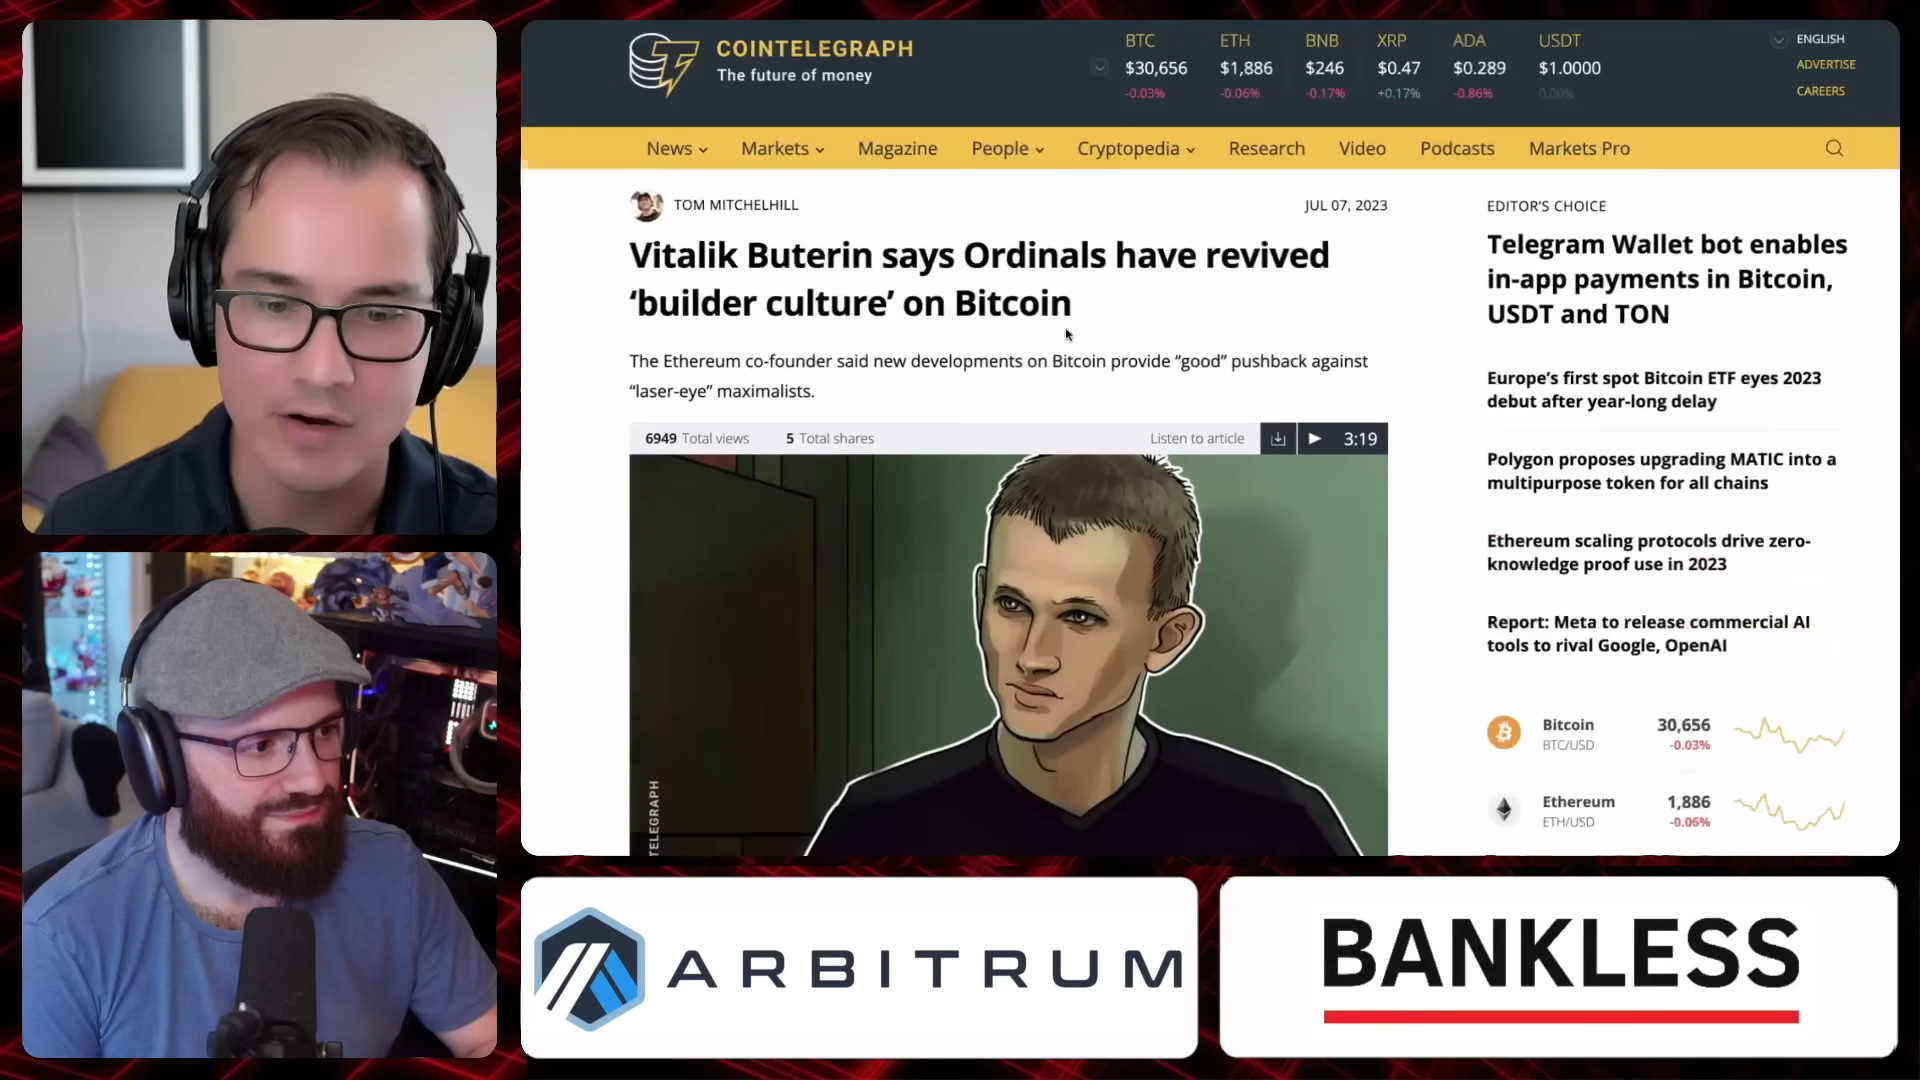 COINTELEGRAPH
The future of money
BTC
$30,656
-0.03%
ETH
$1,886
-0.06%
BNB
$246
-0.17%
XRP
$0.47
+0.17%
ADA
$0.289
-0.86%
USDT
$1.0000
0.00%
ENGLISH
ADVERTISE
CAREERS
News
Markets
Magazine
People
Cryptopedia
Research
Video
Podcasts
Markets Pro
TOM MITCHELHILL
JUL 07, 2023
Vitalik Buterin says Ordinals have revived
‘builder culture’ on Bitcoin
The Ethereum co-founder said new developments on Bitcoin provide “good” pushback against
“laser-eye” maximalists.
6949 Total views
5 Total shares
Listen to article
3:19
TELEGRAPH
EDITOR'S CHOICE
Telegram Wallet bot enables
in-app payments in Bitcoin,
USDT and TON
Europe’s first spot Bitcoin ETF eyes 2023
debut after year-long delay
Polygon proposes upgrading MATIC into a
multipurpose token for all chains
Ethereum scaling protocols drive zero-
knowledge proof use in 2023
Report: Meta to release commercial AI
tools to rival Google, OpenAI
Bitcoin
BTC/USD
30,656
-0.03%
Ethereum
ETH/USD
1,886
-0.06%
ARBITRUM
BANKLESS